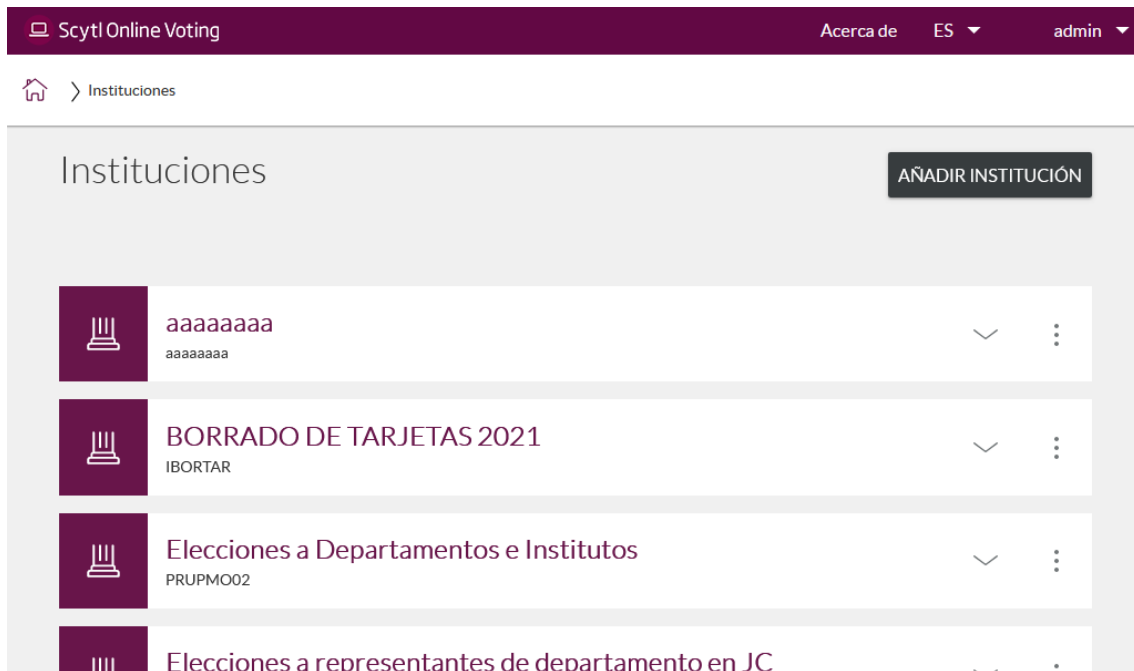 Scytl Online Voting
Acerca de
ES
admin
Instituciones
Instituciones
AÑADIR INSTITUCIÓN
aaaaaaaa
aaaaaaaa
BORRADO DE TARJETAS 2021
IBORTAR
Elecciones a Departamentos e Institutos
PRUPMO02
Elecciones a representantes de departamento en JC